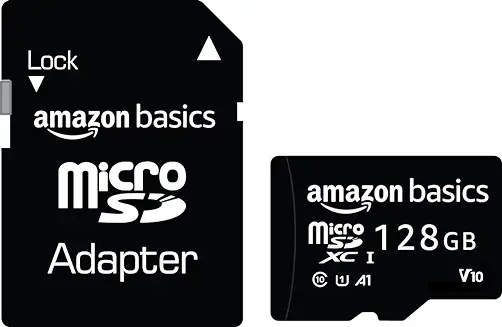 Lock
amazon basics
micro
SD
Adapter
amazon basics
micro
SD
XC I
128GB
10 U1 A1
V10